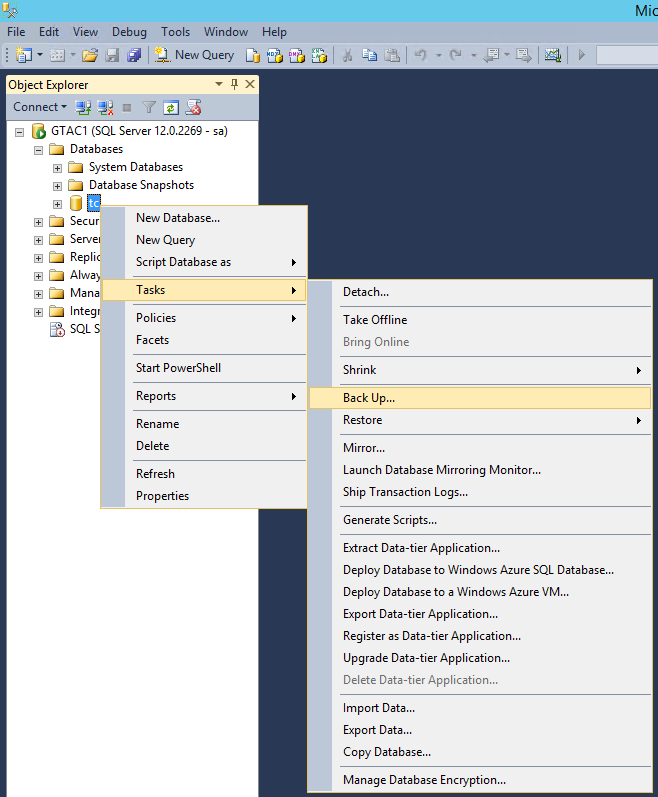 Mic
File Edit View Debug Tools Window Help
New Query
Object Explorer
Connect
GTAC1 (SQL Server 12.0.2269 - sa)
Databases
System Databases
Database Snapshots
tc
Secur
Server
Replic
Alway
Mana
Integr
SQL S
New Database...
New Query
Script Database as
Tasks
Policies
Facets
Start PowerShell
Reports
Rename
Delete
Refresh
Properties
Detach...
Take Offline
Bring Online
Shrink
Back Up...
Restore
Mirror...
Launch Database Mirroring Monitor...
Ship Transaction Logs...
Generate Scripts...
Extract Data-tier Application...
Deploy Database to Windows Azure SQL Database...
Deploy Database to a Windows Azure VM...
Export Data-tier Application...
Register as Data-tier Application...
Upgrade Data-tier Application...
Delete Data-tier Application...
Import Data...
Export Data...
Copy Database...
Manage Database Encryption...